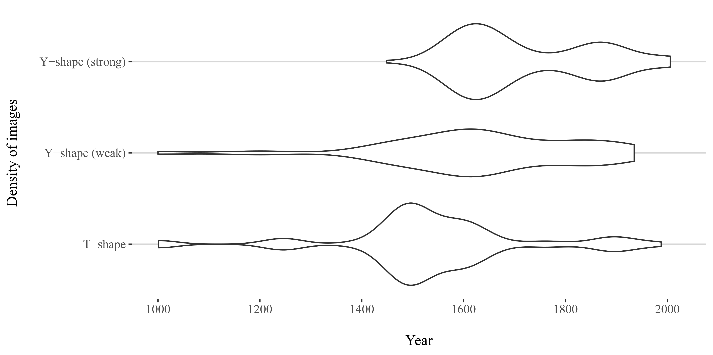 Density of images
Y−shape (strong)
Y−shape (weak)
T−shape
1000 1200 1400 1600 1800 2000
Year